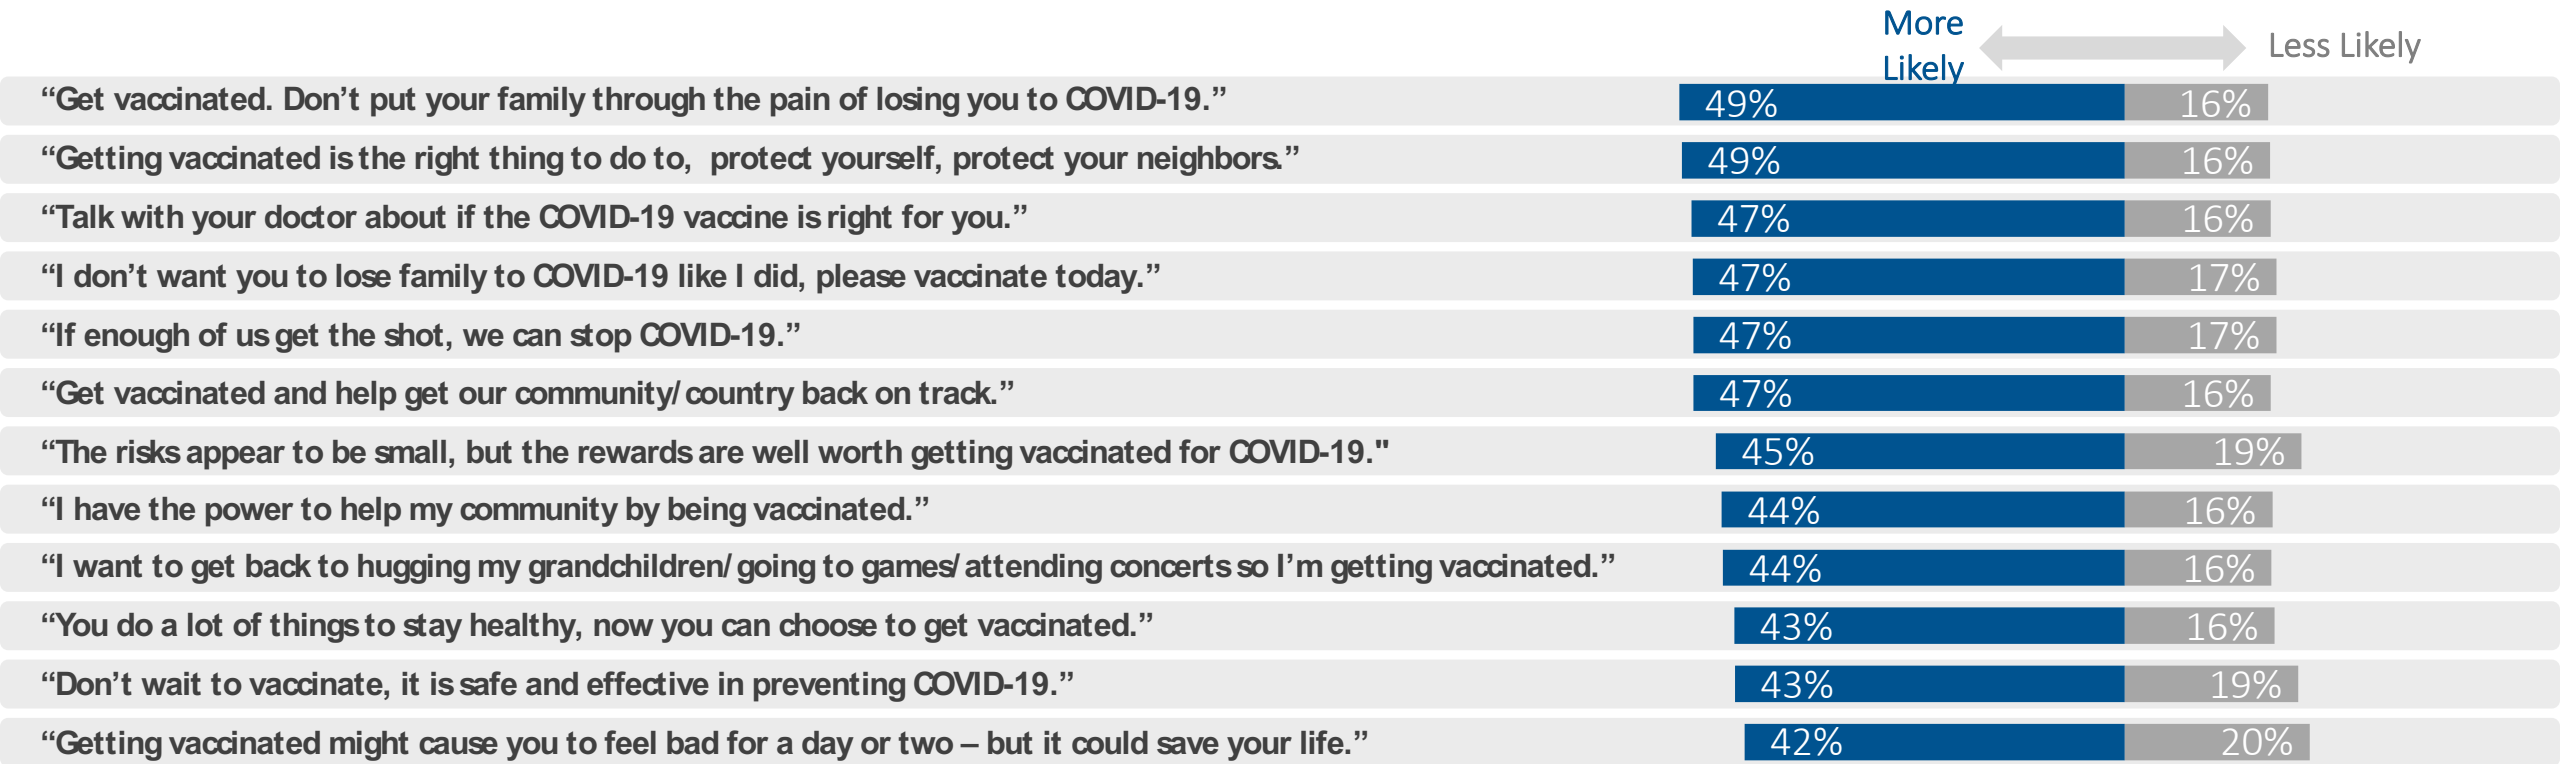 More
Likely
Less Likely
“Get vaccinated. Don’t put your family through the pain of losing you to COVID-19.” 49% 16%
“Getting vaccinated is the right thing to do to, protect yourself, protect your neighbors.” 49% 16%
“Talk with your doctor about if the COVID-19 vaccine is right for you.” 47% 16%
“I don’t want you to lose family to COVID-19 like I did, please vaccinate today.” 47% 17%
“If enough of us get the shot, we can stop COVID-19.” 47% 17%
“Get vaccinated and help get our community/ country back on track.” 47% 16%
“The risks appear to be small, but the rewards are well worth getting vaccinated for COVID-19." 45% 19%
“I have the power to help my community by being vaccinated.” 44% 16%
“I want to get back to hugging my grandchildren/ going to games/ attending concerts so I’m getting vaccinated.” 44% 16%
“You do a lot of things to stay healthy, now you can choose to get vaccinated.” 43% 16%
“Don’t wait to vaccinate, it is safe and effective in preventing COVID-19.” 43% 19%
“Getting vaccinated might cause you to feel bad for a day or two – but it could save your life.” 42% 20%